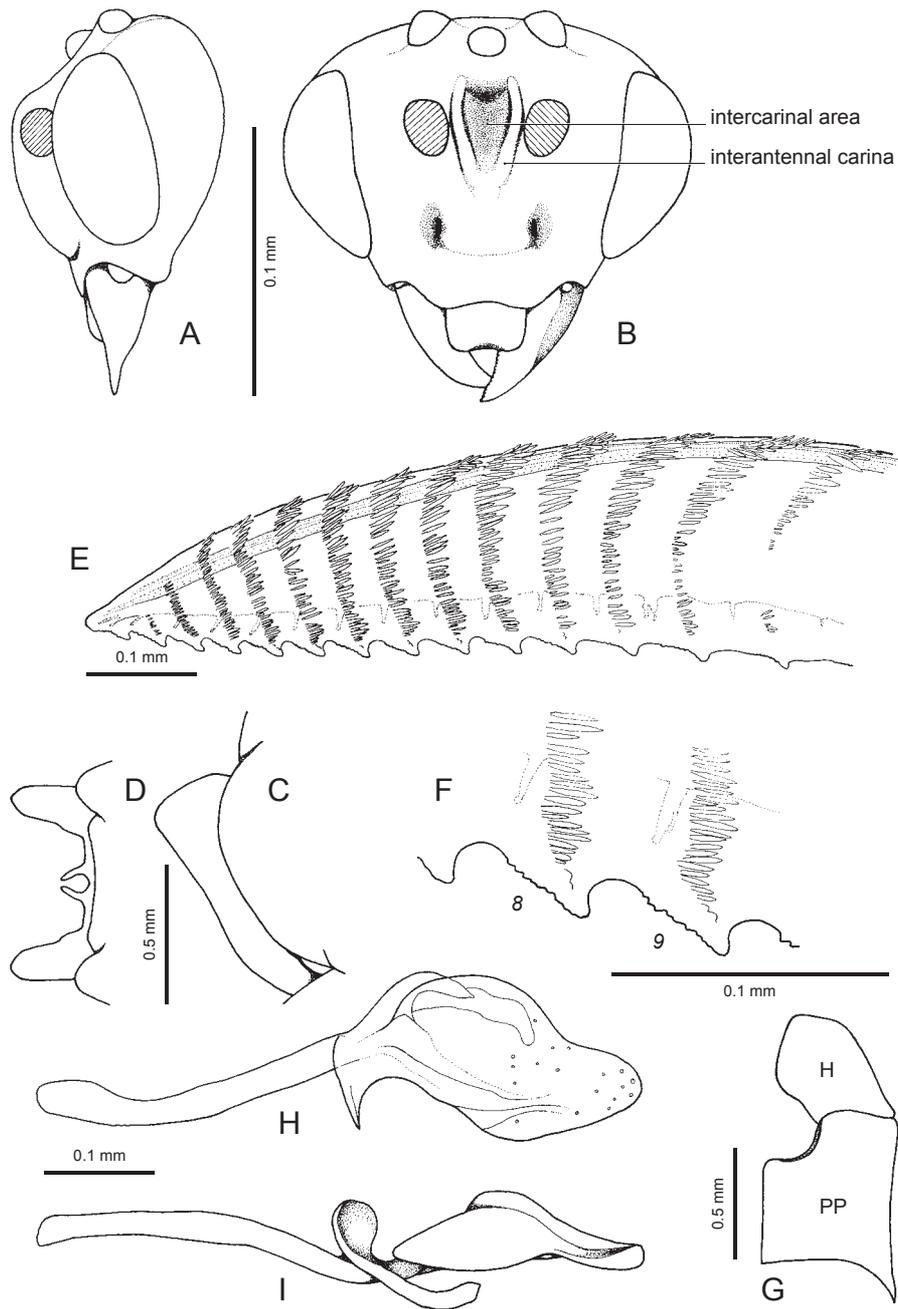 intercarinal area
interantennal carina
0.1 mm
A
B
E
0.1 mm
D
C
F
8
9
0.5 mm
0.1 mm
H
H
0.1 mm
0.5 mm
PP
I
G